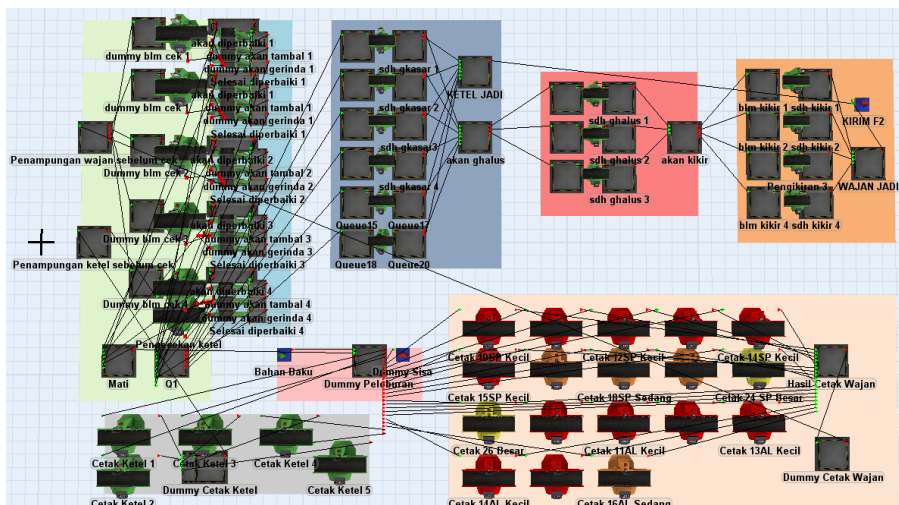 dummy blm cek 1
akan diperbaiki 1
dummy akan tambal 1
dummy akan gerinda 1
Selesai diperbaiki 1
dummy blm cek 1
akan diperbaiki 1
dummy akan tambal 1
dummy akan gerinda 1
Selesai diperbaiki 1
Penampungan wajan sebelum cek
Dummy blm cek 2
akan diperbaiki 2
dummy akan tambal 2
dummy akan gerinda 2
Selesai diperbaiki 2
Dummy blm cek 3
akan diperbaiki 3
dummy akan tambal 3
dummy akan gerinda 3
Selesai diperbaiki 3
Penampungan ketel sebelum cek
Dummy blm cek 4
akan diperbaiki 4
dummy akan tambal 4
dummy akan gerinda 4
Selesai diperbaiki 4
Pengecekan ketel
Mati
Q1
sdh gkasar 1
sdh gkasar 2
sdh gkasar3
sdh gkasar 4
Queue15
Queue17
Queue18
Queue20
KETEL JADI
akan ghalus
sdh ghalus 1
sdh ghalus 2
sdh ghalus 3
akan kikir
blm kikir 1
sdh kikir 1
blm kikir 2
sdh kikir 2
Pengikiran 3
blm kikir 4
sdh kikir 4
KIRIM F2
WAJAN JADI
Bahan Baku
Dummy Peleburan
Dummy Sisa
Cetak 10SP Kecil
Cetak 12SP Kecil
Cetak 14SP Kecil
Cetak 15SP Kecil
Cetak 18SP Sedang
Cetak 24 SP Besar
Cetak 26 Besar
Cetak 11AL Kecil
Cetak 13AL Kecil
Cetak 14AL Kecil
Cetak 16AL Sedang
Hasil Cetak Wajan
Dummy Cetak Wajan
Cetak Ketel 1
Cetak Ketel 3
Cetak Ketel 4
Cetak Ketel 2
Dummy Cetak Ketel
Cetak Ketel 5